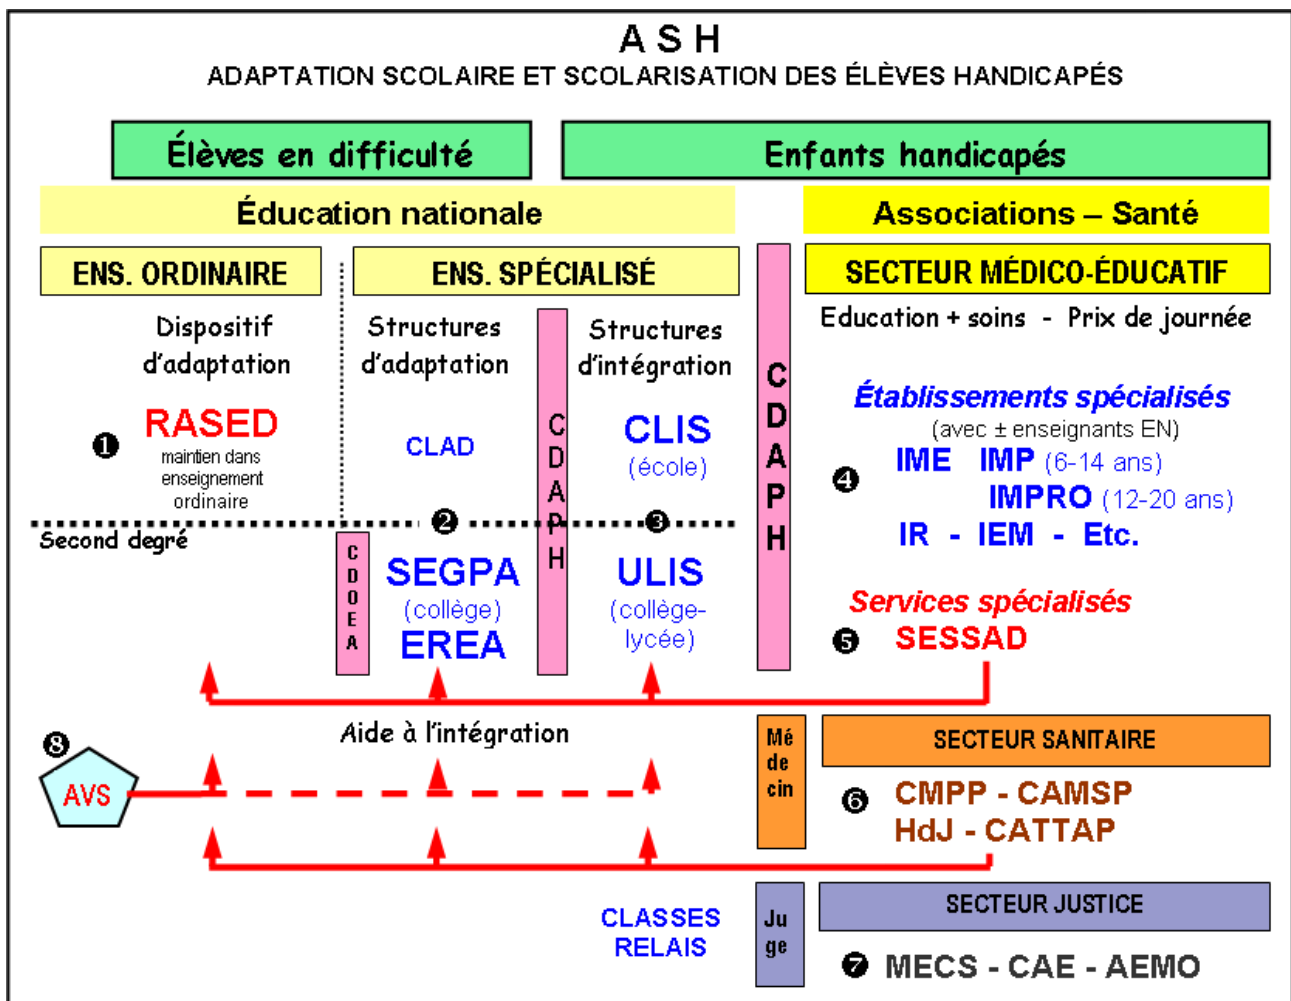 A S H
ADAPTATION SCOLAIRE ET SCOLARISATION DES ÉLÈVES HANDICAPÉS
Élèves en difficulté
Enfants handicapés
Éducation nationale
Associations – Santé
ENS. ORDINAIRE
ENS. SPÉCIALISÉ
SECTEUR MÉDICO-ÉDUCATIF
Education + soins - Prix de journée
Dispositif
d'adaptation
Structures
d'adaptation
Structures
d'intégration
CDAPH
CDAPH
❶
RASED
maintien dans
enseignement
ordinaire
CLAD
CLIS
(école)
Établissements spécialisés
(avec ± enseignants EN)
❹
IME IMP (6-14 ans)
IMPRO (12-20 ans)
IR - IEM - Etc.
❷
❸
Second degré
CDOEA
SEGPA
(collège)
EREA
ULIS
(collège-
lycée)
Services spécialisés
❺
SESSAD
Aide à l'intégration
❽
AVS
Mé
de
cin
SECTEUR SANITAIRE
❻
CMPP - CAMSP
HdJ - CATTAP
CLASSES
RELAIS
Ju
ge
SECTEUR JUSTICE
❼
MECS - CAE - AEMO